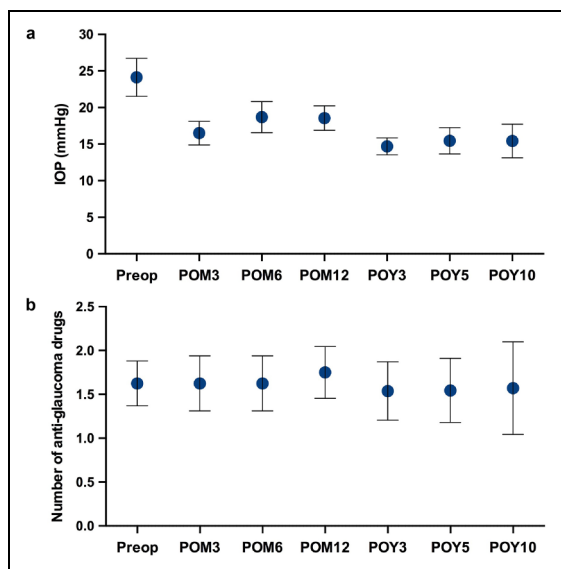 a
IOP (mmHg)
30
25
20
15
10
5
0
Preop POM3 POM6 POM12 POY3 POY5 POY10
b
Number of anti-glaucoma drugs
2.5
2.0
1.5
1.0
0.5
0.0
Preop POM3 POM6 POM12 POY3 POY5 POY10